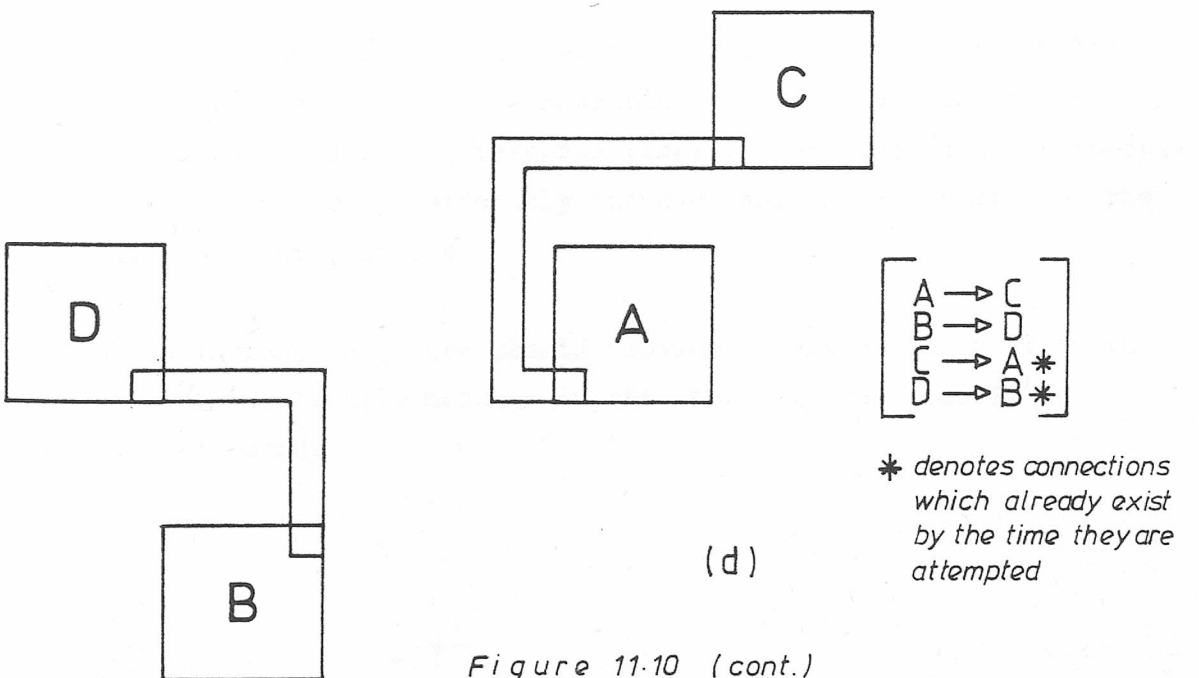 C
D
A
A → C
B → D
C → A *
D → B *
* denotes connections
which already exist
by the time they are
attempted
(d)
B
Figure 11·10 (cont.)